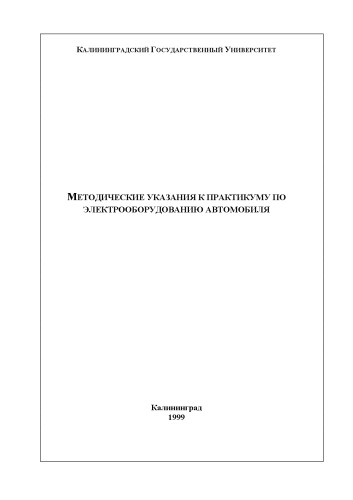 КАЛИНИНГРАДСКИЙ ГОСУДАРСТВЕННЫЙ УНИВЕРСИТЕТ
МЕТОДИЧЕСКИЕ УКАЗАНИЯ К ПРАКТИКУМУ ПО
ЭЛЕКТРООБОРУДОВАНИЮ АВТОМОБИЛЯ
Калининград
1999